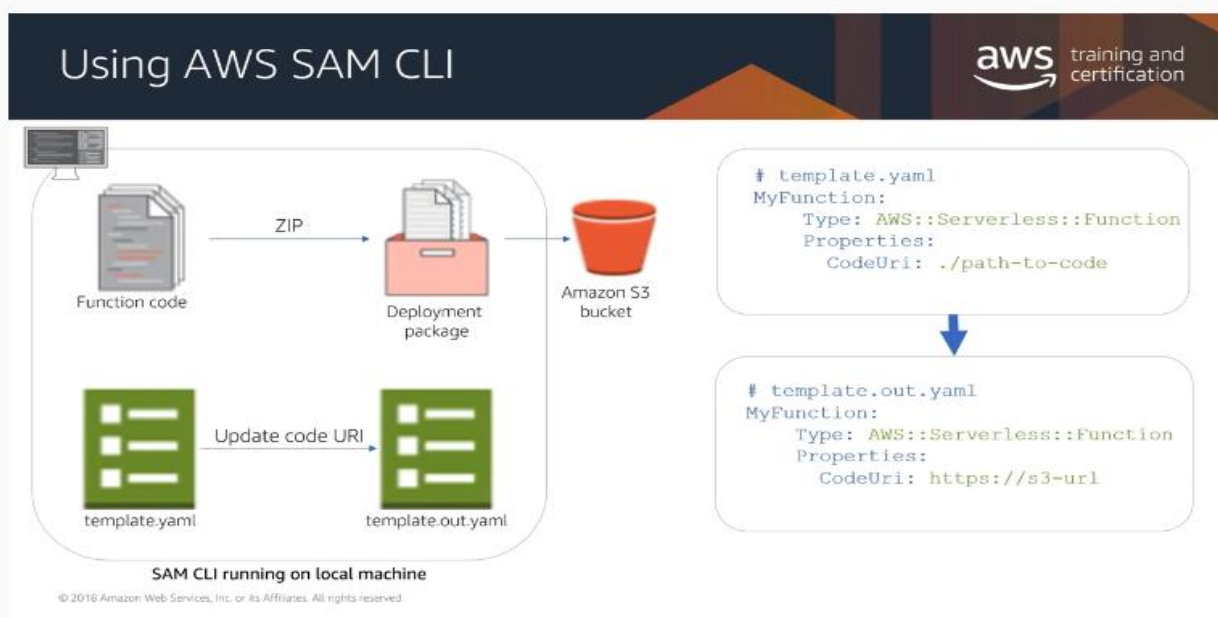 Using AWS SAM CLI
aws training and
certification
ZIP
Function code
Deployment
package
Amazon S3
bucket
Update code URI
template.yaml
template.out.yaml
SAM CLI running on local machine
# template.yaml
MyFunction:
Type: AWS::Serverless::Function
Properties:
CodeUri: ./path-to-code
# template.out.yaml
MyFunction:
Type: AWS::Serverless::Function
Properties:
CodeUri: https://s3-url
© 2018 Amazon Web Services, Inc. or its Affiliates. All rights reserved.